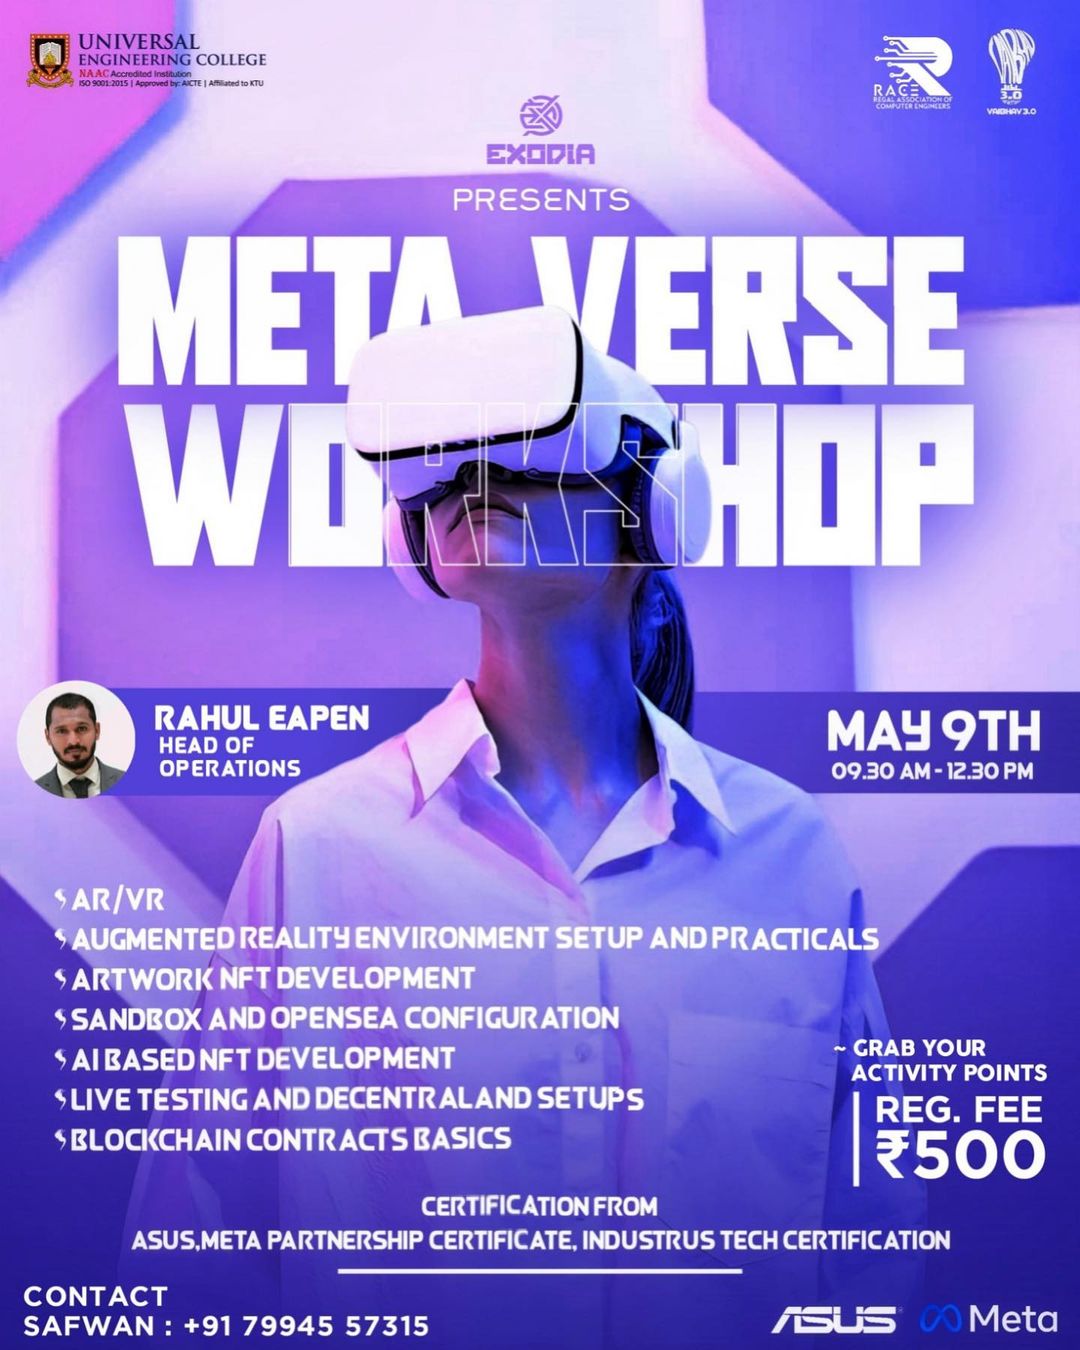 UNIVERSAL
ENGINEERING COLLEGE
NAAC Accredited Institution
ISO 9001:2015 | Approved by: AICTE | Affiliated to KTU
RACE
REGAL ASSOCIATION OF
COMPUTER ENGINEERS
3.0
VAIBHAV 3.0
EXODIA
PRESENTS
META VERSE
WORKSHOP
RAHUL EAPEN
HEAD OF
OPERATIONS
MAY 9TH
09.30 AM - 12.30 PM
AR/VR
AUGMENTED REALITY ENVIRONMENT SETUP AND PRACTICALS
ARTWORK NFT DEVELOPMENT
SANDBOX AND OPENSEA CONFIGURATION
AI BASED NFT DEVELOPMENT
LIVE TESTING AND DECENTRALAND SETUPS
BLOCKCHAIN CONTRACTS BASICS
~ GRAB YOUR
ACTIVITY POINTS
REG. FEE
₹500
CERTIFICATION FROM
ASUS,META PARTNERSHIP CERTIFICATE, INDUSTRUS TECH CERTIFICATION
CONTACT
SAFWAN : +91 79945 57315
ASUS
Meta